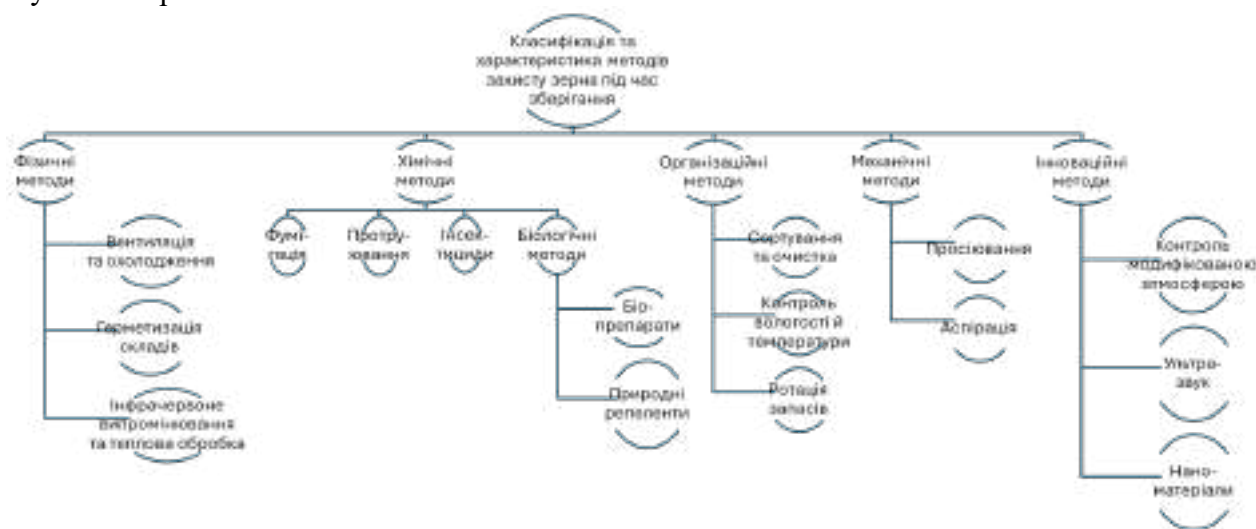 Класифікація та
характеристика методів
захисту зерна під час
зберігання
Фізичні
методи
Вентиляція
та охолодження
Герметизація
складів
Інфрачервоне
випромінювання
та теплова обробка
Хімічні
методи
Фумі-
гація
Протру-
ювання
Інсек-
тициди
Біологічні
методи
Біо-
препарати
Природні
репеленти
Організаційні
методи
Сортування
та очистка
Контроль
вологості й
температури
Ротація
запасів
Механічні
методи
Просіювання
Аспірація
Інноваційні
методи
Контроль
модифікованою
атмосферою
Ультра-
звук
Нано-
матеріали